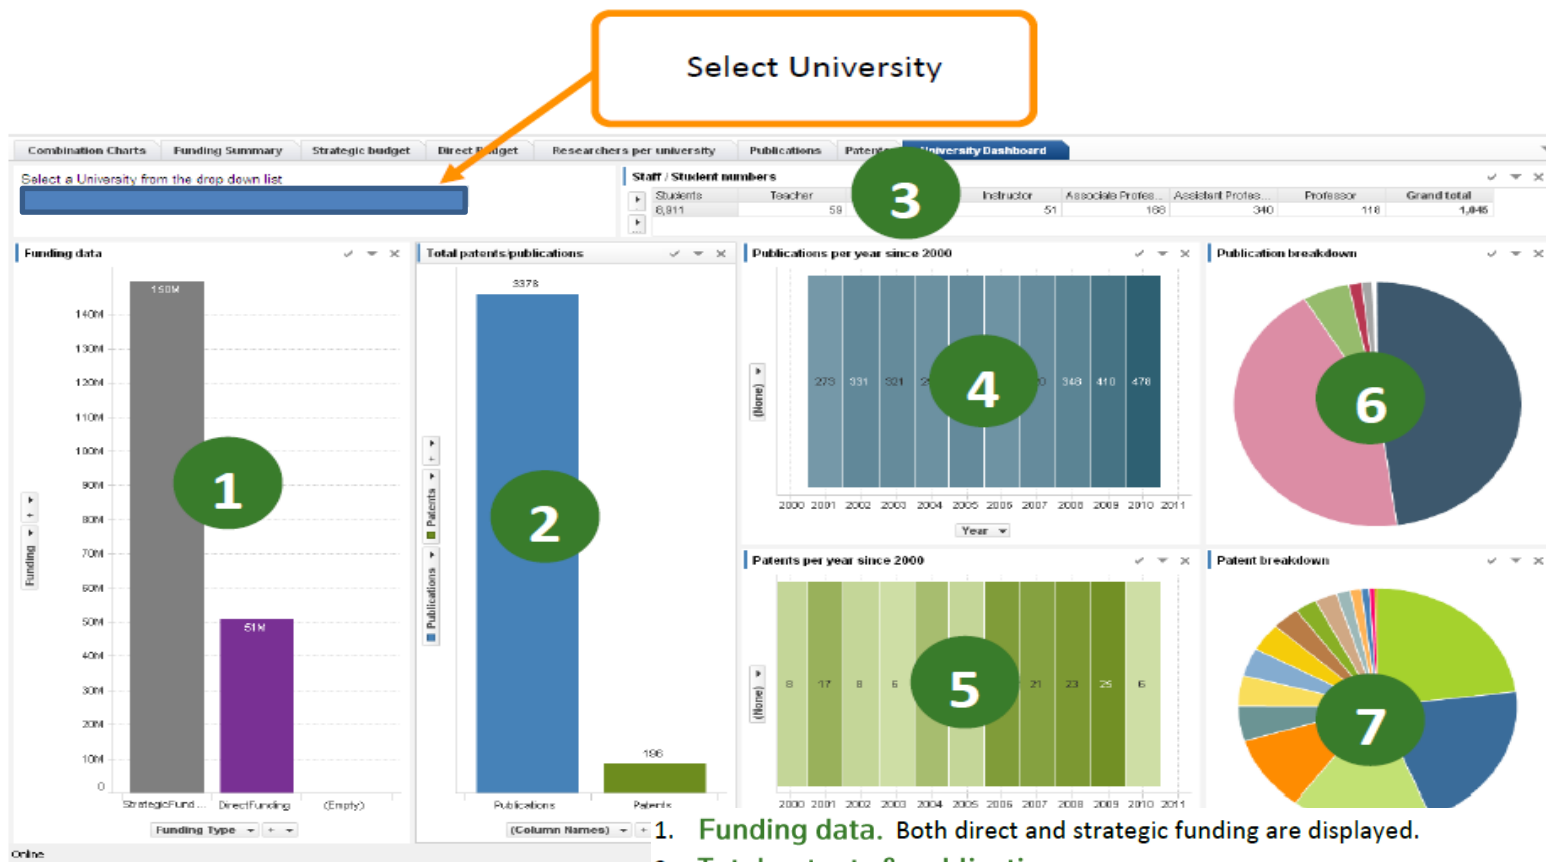 Select University
Combination Charts Funding Summary Strategic budget Direct Budget Researchers per university Publications Patents University Dashboard
Select a University from the drop down list
Staff / Student numbers
Students Teacher Instructor Associate Profes... Assistant Profes... Professor Grand total
6,911 59 51 168 340 118 1,045
3
Funding data
150M
140M
130M
120M
110M
100M
90M
80M
70M
60M
50M
40M
30M
20M
10M
0
51M
Funding
1
StrategicFund... DirectFunding (Empty)
Funding Type
Total patents/publications
3378
196
Patents
Publications
2
Publications Patents
(Column Names)
Publications per year since 2000
(None)
273 331 321 348 410 478
4
2000 2001 2002 2003 2004 2005 2006 2007 2008 2009 2010 2011
Year
Publication breakdown
6
Patents per year since 2000
(None)
8 17 8 6 21 23 25 6
5
2000 2001 2002 2003 2004 2005 2006 2007 2008 2009 2010 2011
Patent breakdown
7
1. Funding data. Both direct and strategic funding are displayed.
Online